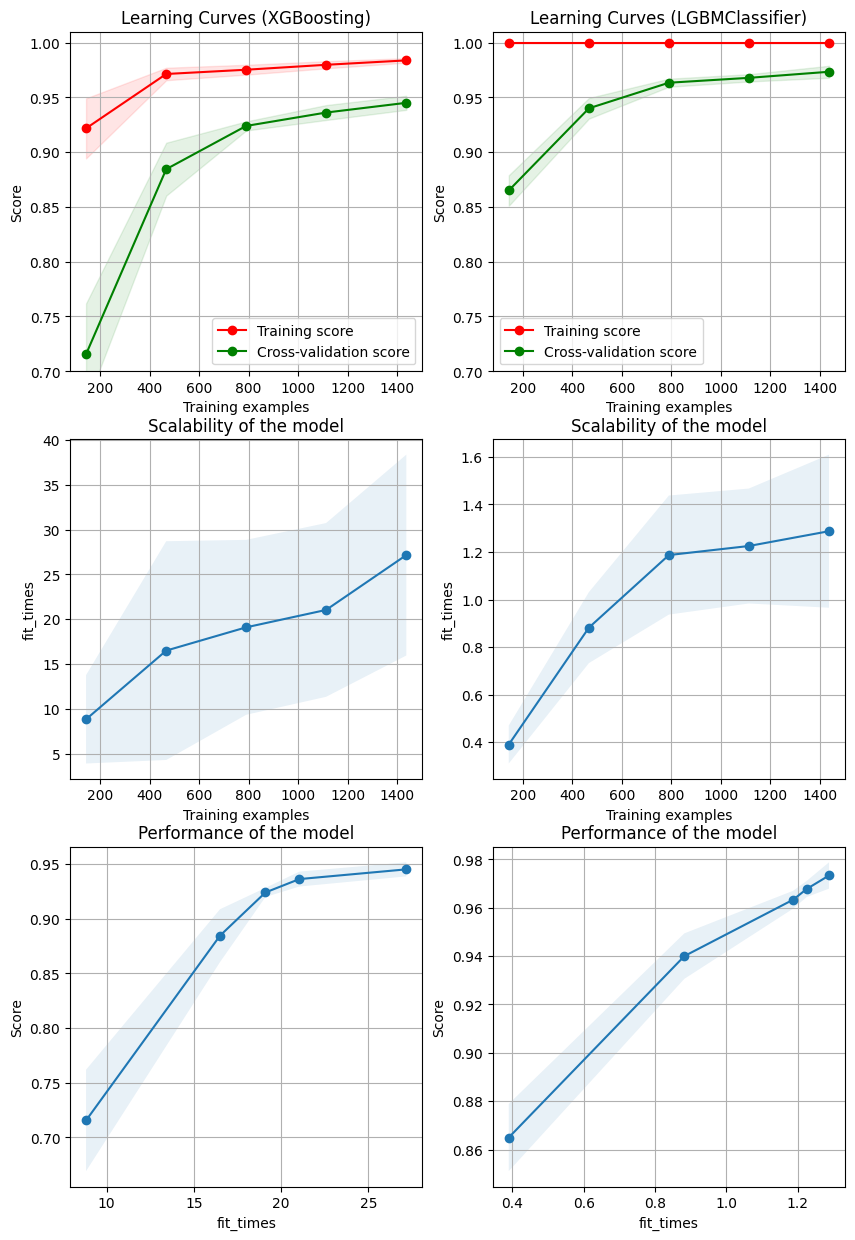 Learning Curves (XGBoosting)
1.00
0.95
0.90
0.85
0.80
0.75
0.70
Score
Training score
Cross-validation score
200 400 600 800 1000 1200 1400
Training examples
Learning Curves (LGBMClassifier)
1.00
0.95
0.90
0.85
0.80
0.75
0.70
Score
Training score
Cross-validation score
200 400 600 800 1000 1200 1400
Training examples
Scalability of the model
40
35
30
25
20
15
10
5
fit_times
200 400 600 800 1000 1200 1400
Training examples
Scalability of the model
1.6
1.4
1.2
1.0
0.8
0.6
0.4
fit_times
200 400 600 800 1000 1200 1400
Training examples
Performance of the model
0.95
0.90
0.85
0.80
0.75
0.70
Score
10 15 20 25
fit_times
Performance of the model
0.98
0.96
0.94
0.92
0.90
0.88
0.86
Score
0.4 0.6 0.8 1.0 1.2
fit_times